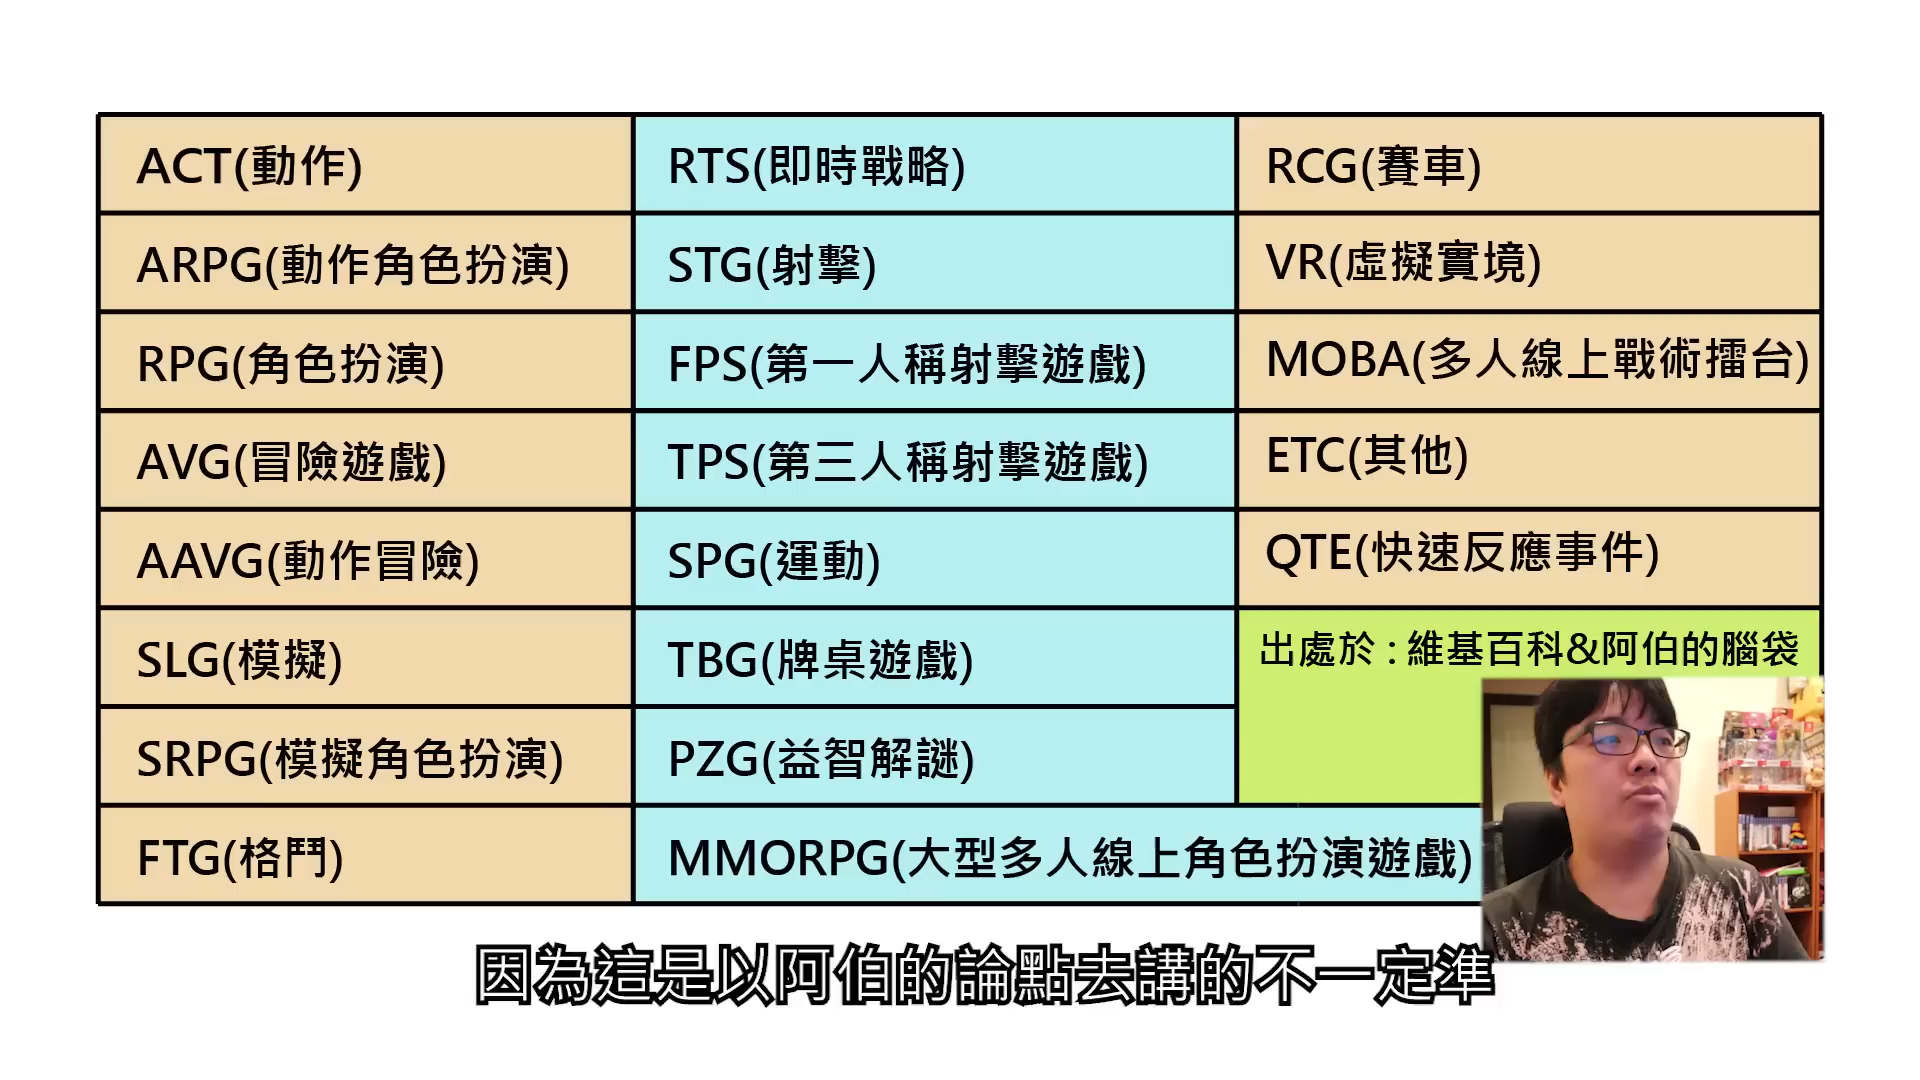 ACT(動作)
ARPG(動作角色扮演)
RPG(角色扮演)
AVG(冒險遊戲)
AAVG(動作冒險)
SLG(模擬)
SRPG(模擬角色扮演)
FTG(格鬥)
RTS(即時戰略)
STG(射擊)
FPS(第一人稱射擊遊戲)
TPS(第三人稱射擊遊戲)
SPG(運動)
TBG(牌桌遊戲)
PZG(益智解謎)
MMORPG(大型多人線上角色扮演遊戲)
RCG(賽車)
VR(虛擬實境)
MOBA(多人線上戰術擂台)
ETC(其他)
QTE(快速反應事件)
出處於 : 維基百科&阿伯的腦袋
因為這是以阿伯的論點去講的不一定準